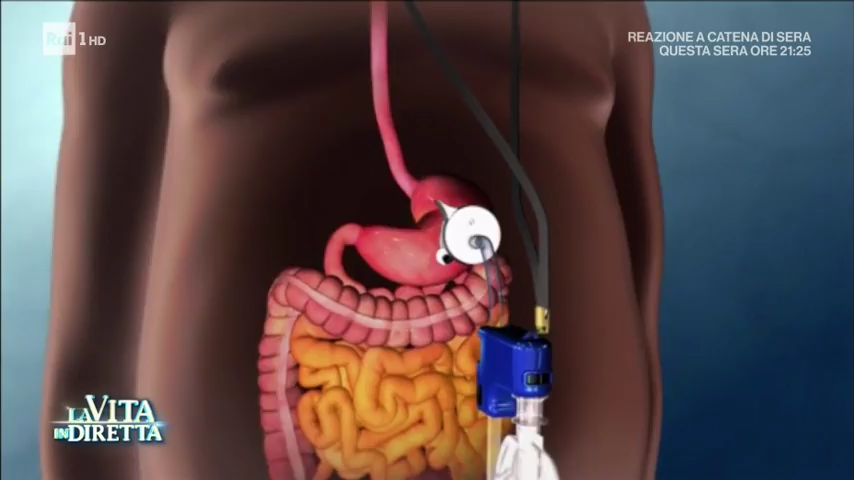 Rai 1 HD
REAZIONE A CATENA DI SERA
QUESTA SERA ORE 21:25
LA VITA
IN DIRETTA